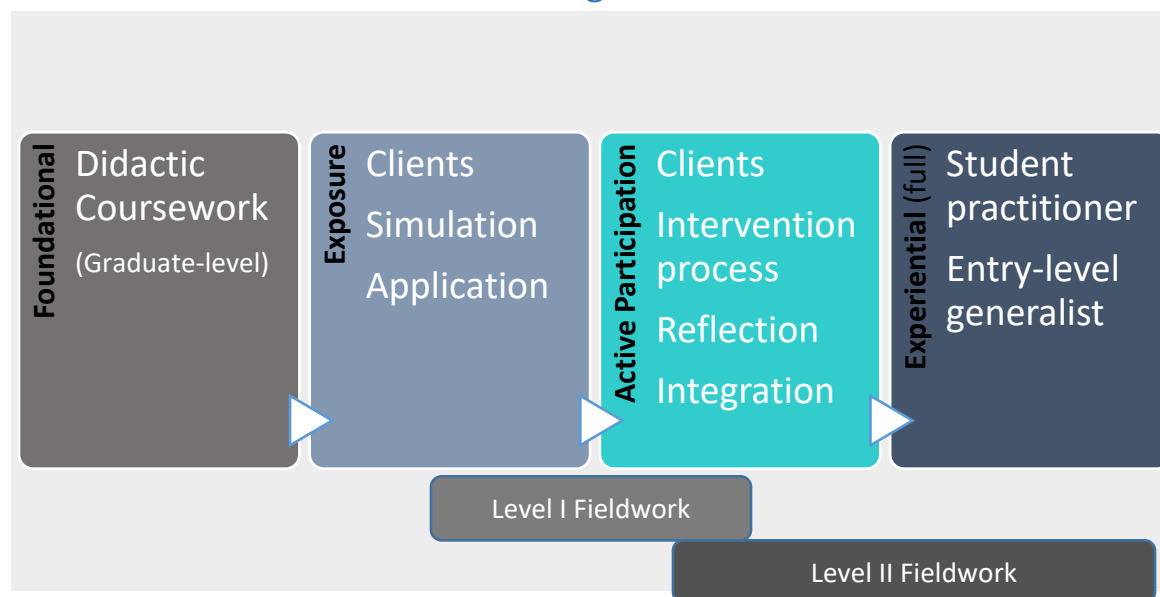 Foundational
Didactic
Coursework
(Graduate-level)
Exposure
Clients
Simulation
Application
Active Participation
Clients
Intervention
process
Reflection
Integration
Experiential (full)
Student
practitioner
Entry-level
generalist
Level I Fieldwork
Level II Fieldwork